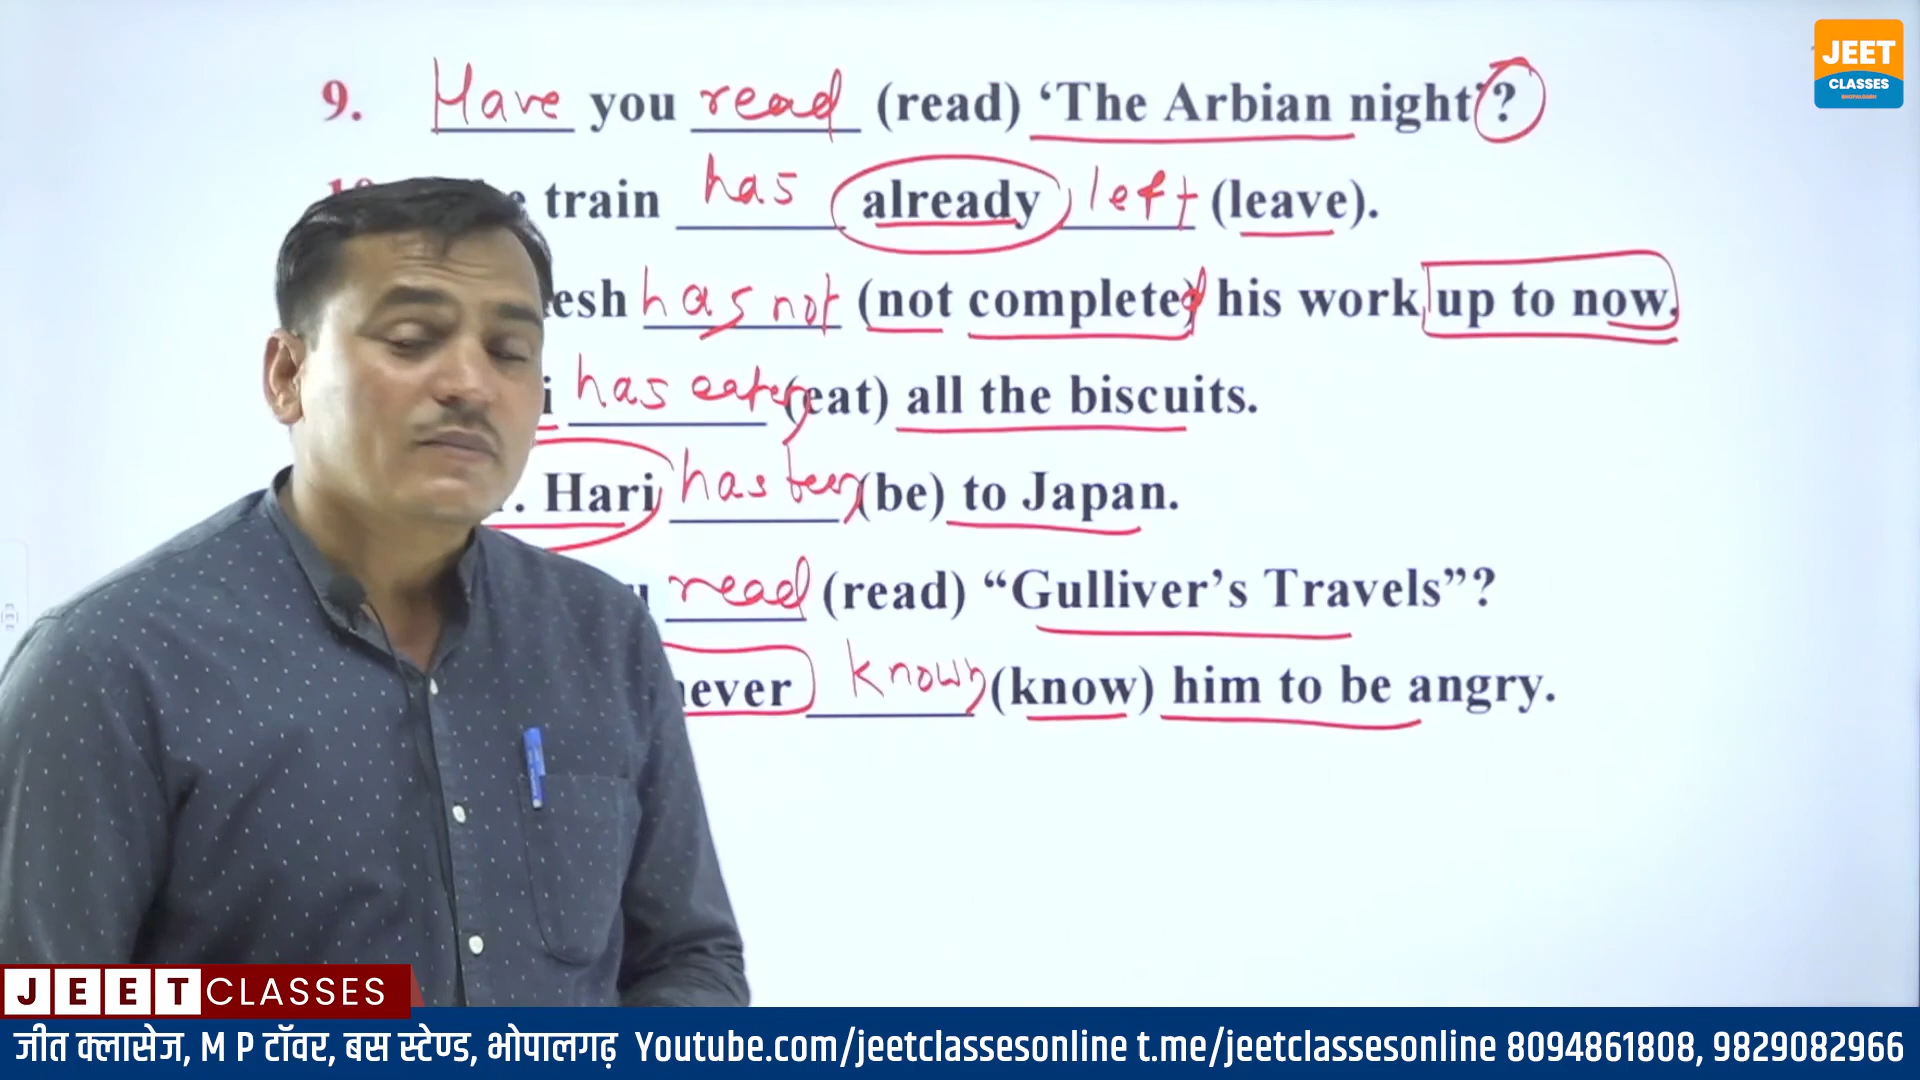 JEET
CLASSES
9. Have you read (read) ‘The Arbian night’?
train has already left (leave).
esh has not (not completed) his work up to now.
i has eaten (eat) all the biscuits.
. Hari has been (be) to Japan.
read (read) “Gulliver’s Travels”?
never known (know) him to be angry.
JEET CLASSES
जीत क्लासेज, M P टॉवर, बस स्टेण्ड, भोपालगढ़ Youtube.com/jeetclassesonline t.me/jeetclassesonline 8094861808, 9829082966